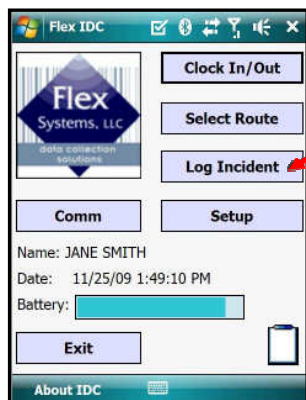 Flex IDC
Clock In/Out
Flex
Systems, LLC
data collection
solutions
Select Route
Log Incident
Comm
Setup
Name: JANE SMITH
Date: 11/25/09 1:49:10 PM
Battery:
Exit
About IDC